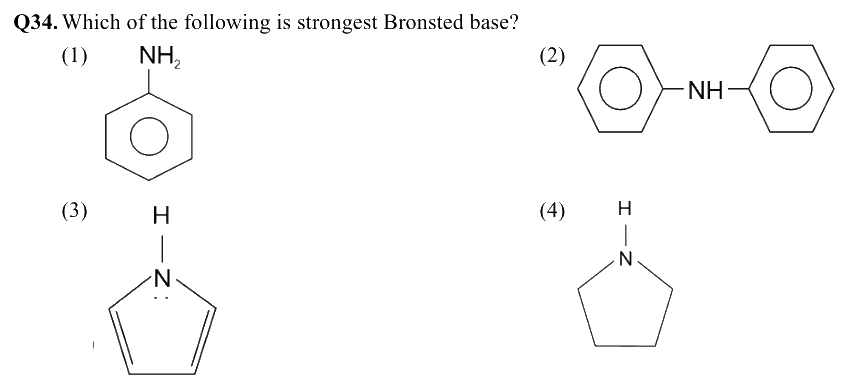 Q34. Which of the following is strongest Bronsted base?
(1)
NH₂
(2)
NH
(3)
H
N
(4)
H
N